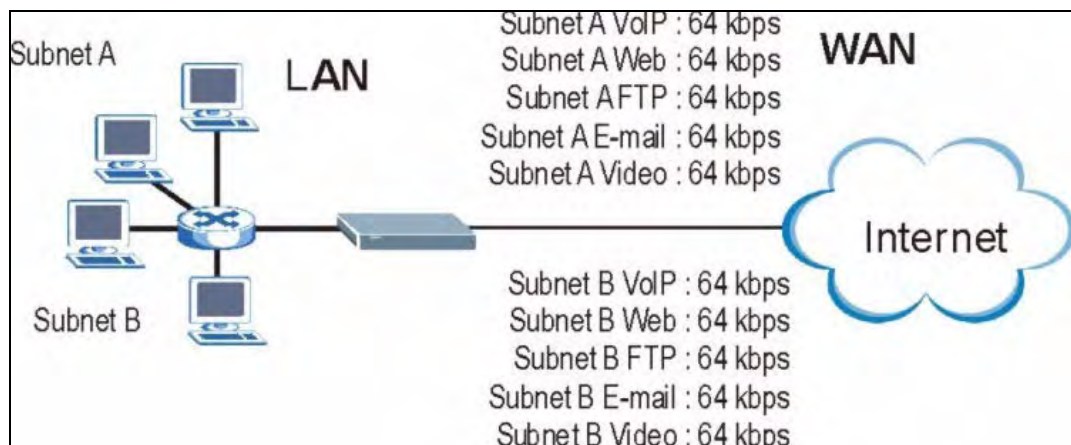 Subnet A
LAN
Subnet A VoIP : 64 kbps
Subnet A Web : 64 kbps
Subnet A FTP : 64 kbps
Subnet A E-mail : 64 kbps
Subnet A Video : 64 kbps
WAN
Internet
Subnet B
Subnet B VoIP : 64 kbps
Subnet B Web : 64 kbps
Subnet B FTP : 64 kbps
Subnet B E-mail : 64 kbps
Subnet B Video : 64 kbps